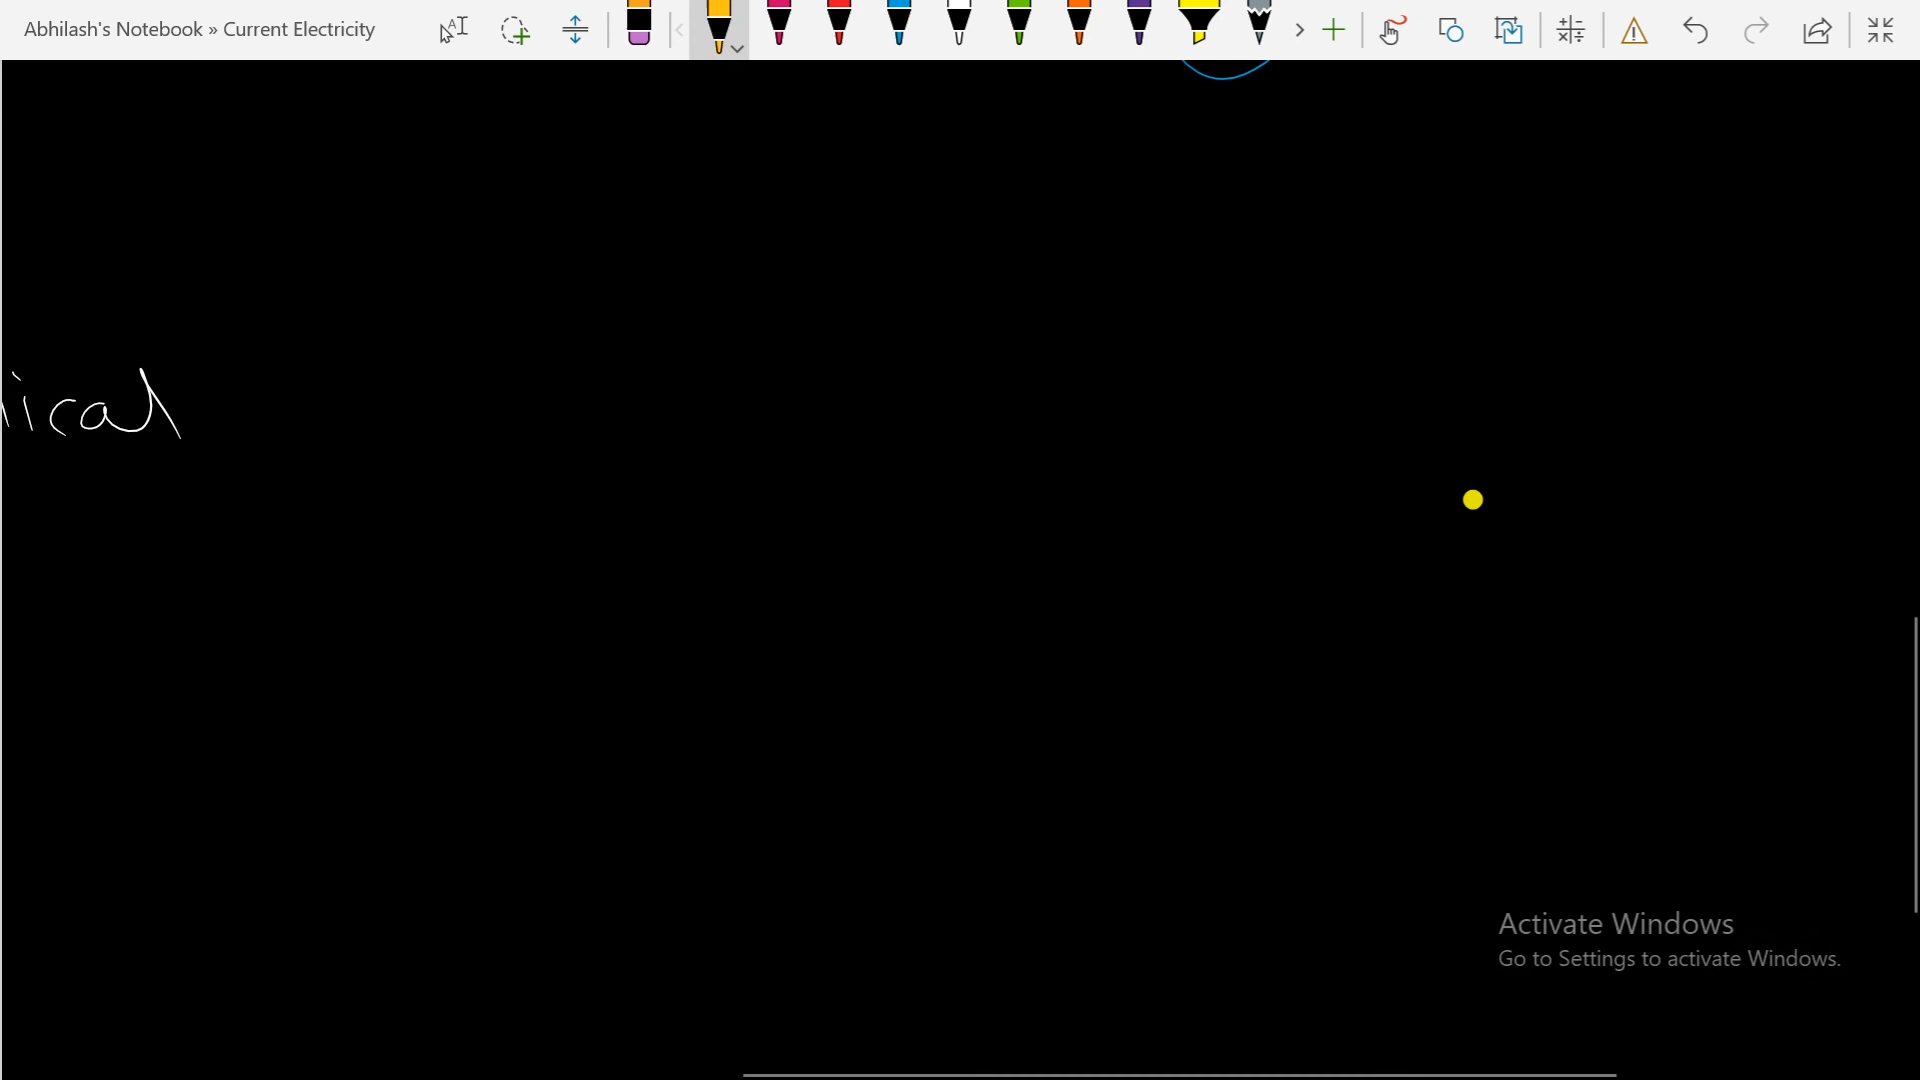 Abhilash's Notebook » Current Electricity
ical
Activate Windows
Go to Settings to activate Windows.